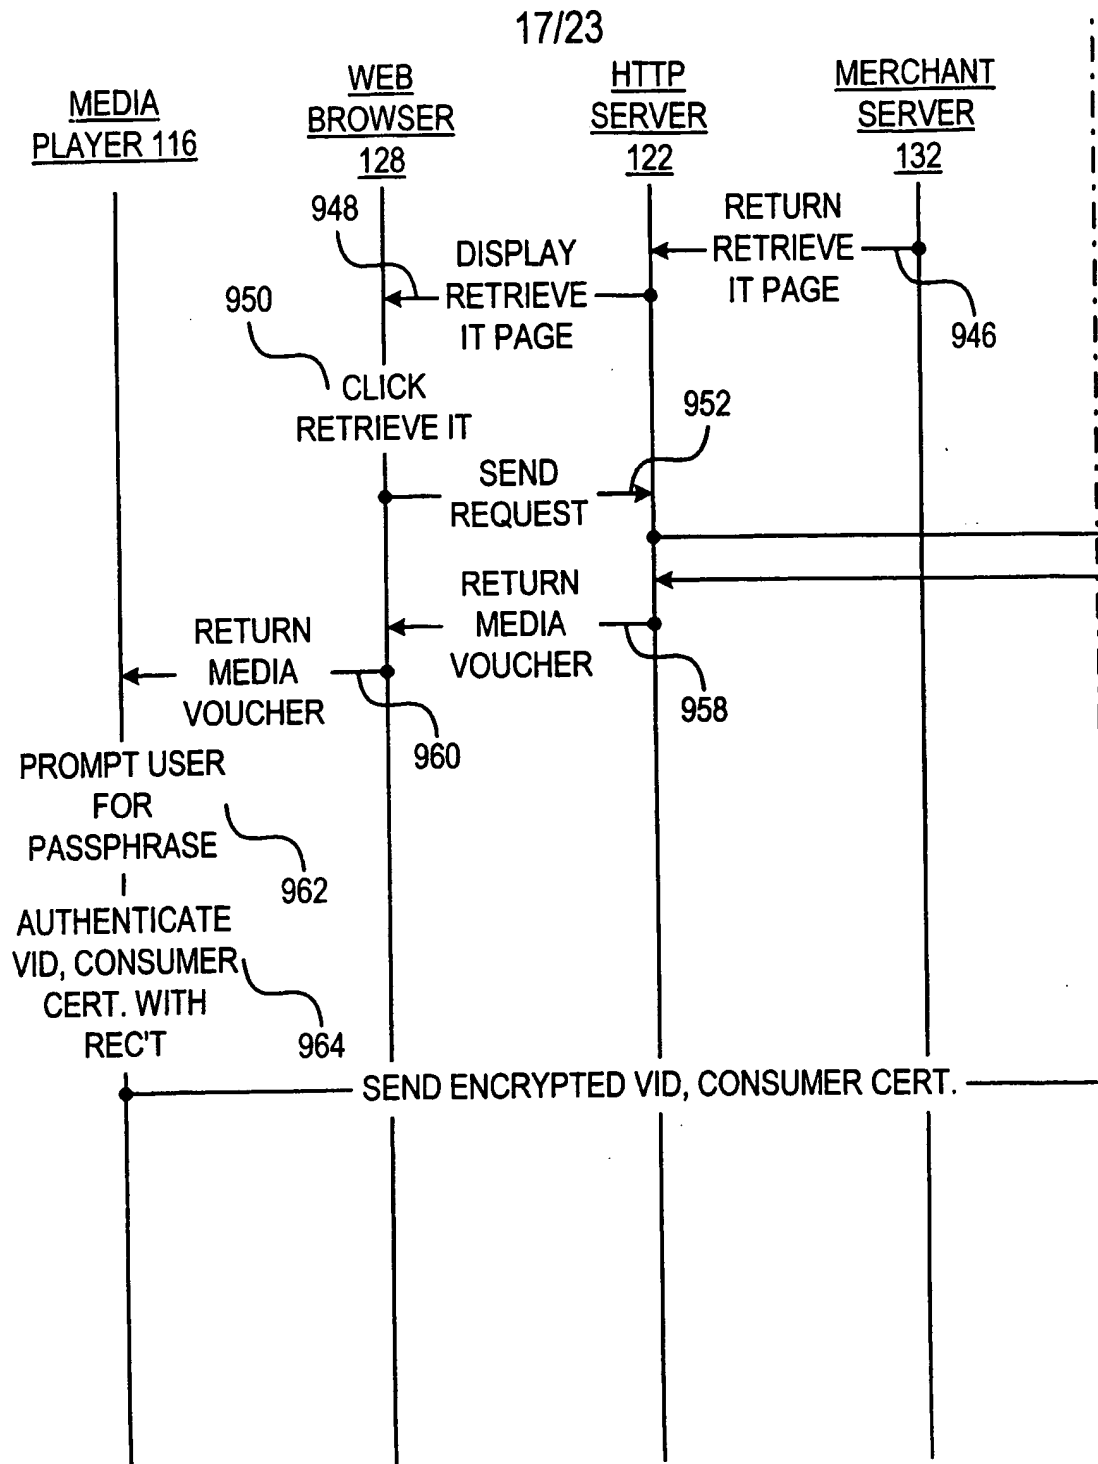 17/23
MEDIA
PLAYER 116
WEB
BROWSER
128
HTTP
SERVER
122
MERCHANT
SERVER
132
RETURN
RETRIEVE
IT PAGE
946
948
DISPLAY
RETRIEVE
IT PAGE
950
CLICK
RETRIEVE IT
952
SEND
REQUEST
RETURN
MEDIA
VOUCHER
958
RETURN
MEDIA
VOUCHER
960
PROMPT USER
FOR
PASSPHRASE
962
AUTHENTICATE
VID, CONSUMER
CERT. WITH
REC'T
964
SEND ENCRYPTED VID, CONSUMER CERT.